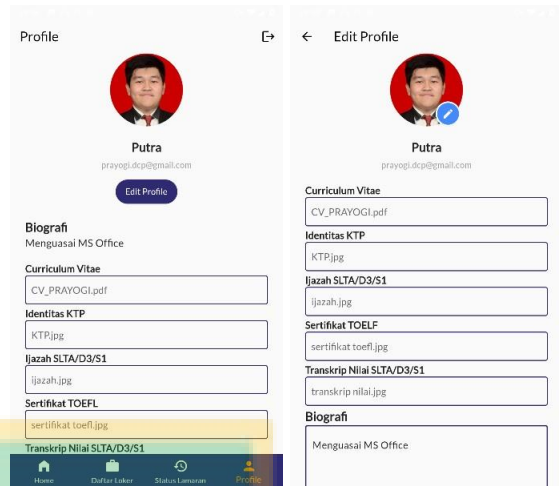 Profile
Putra
prayogi.dcp@gmail.com
Edit Profile
Biografi
Menguasai MS Office
Curriculum Vitae
CV_PRAYOGI.pdf
Identitas KTP
KTP.jpg
Ijazah SLTA/D3/S1
ijazah.jpg
Sertifikat TOEFL
sertifikat toefl.jpg
Transkrip Nilai SLTA/D3/S1
Home Daftar Loker Status Lamaran Profile
Edit Profile
Putra
prayogi.dcp@gmail.com
Curriculum Vitae
CV_PRAYOGI.pdf
Identitas KTP
KTP.jpg
Ijazah SLTA/D3/S1
ijazah.jpg
Sertifikat TOELF
sertifikat toefl.jpg
Transkrip Nilai SLTA/D3/S1
transkrip nilai.jpg
Biografi
Menguasai MS Office